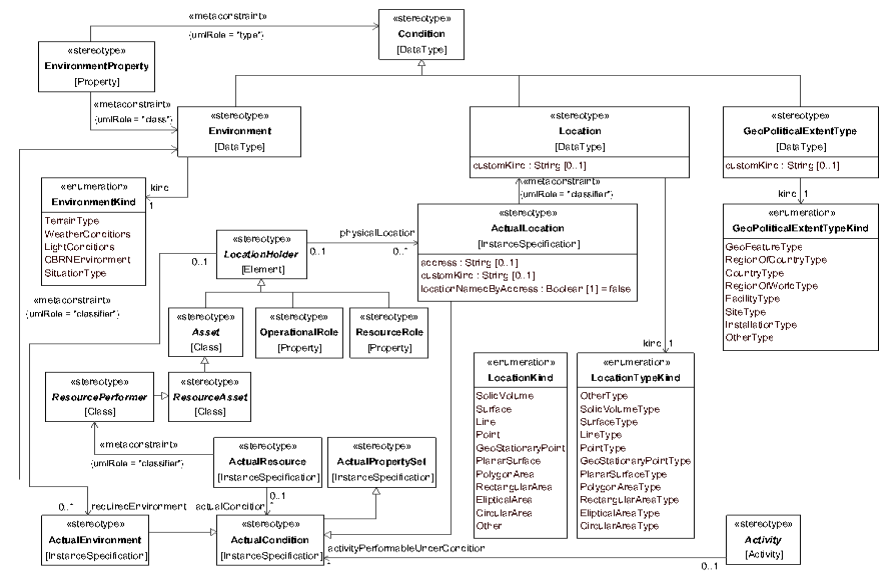 «metaconstraint»
{umlRole = "type"}
«stereotype»
Condition
[DataType]
«stereotype»
EnvironmentProperty
[Property]
«metaconstraint»
{umlRole = "class"}
«stereotype»
Environment
[DataType]
«stereotype»
Location
[DataType]
customKind : String [0..1]
«stereotype»
GeoPoliticalExtentType
[DataType]
customKind : String [0..1]
kind
1
«enumeration»
EnvironmentKind
TerrainType
WeatherConditions
LightConditions
CBRNEnvironment
SituationType
«metaconstraint»
{umlRole = "classifier"}
kind
1
«enumeration»
GeoPoliticalExtentTypeKind
GeoFeatureType
RegionOfCountryType
CountryType
RegionOfWorldType
FacilityType
SiteType
InstallationType
OtherType
«stereotype»
LocationHolder
[Element]
0..1
0..1
physicalLocation
0..*
«stereotype»
ActualLocation
[InstanceSpecification]
address : String [0..1]
customKind : String [0..1]
locationNamedByAddress : Boolean [1] = false
«metaconstraint»
{umlRole = "classifier"}
«stereotype»
Asset
[Class]
«stereotype»
OperationalRole
[Property]
«stereotype»
ResourceRole
[Property]
kind
1
«enumeration»
LocationKind
SolidVolume
Surface
Line
Point
GeoStationaryPoint
PlanarSurface
PolygonArea
RectangularArea
ElipticalArea
CircularArea
Other
«enumeration»
LocationTypeKind
OtherType
SolidVolumeType
SurfaceType
LineType
PointType
GeoStationaryPointType
PlanarSurfaceType
PolygonAreaType
RectangularAreaType
ElipticalAreaType
CircularAreaType
«stereotype»
ResourcePerformer
[Class]
«stereotype»
ResourceAsset
[Class]
«metaconstraint»
{umlRole = "classifier"}
«stereotype»
ActualResource
[InstanceSpecification]
«stereotype»
ActualPropertySet
[InstanceSpecification]
0..1
0..*
requiredEnvironment
actualCondition
*
«stereotype»
ActualEnvironment
[InstanceSpecification]
«stereotype»
ActualCondition
[InstanceSpecification]
activityPerformableUnderCondition
*
0..1
«stereotype»
Activity
[Activity]